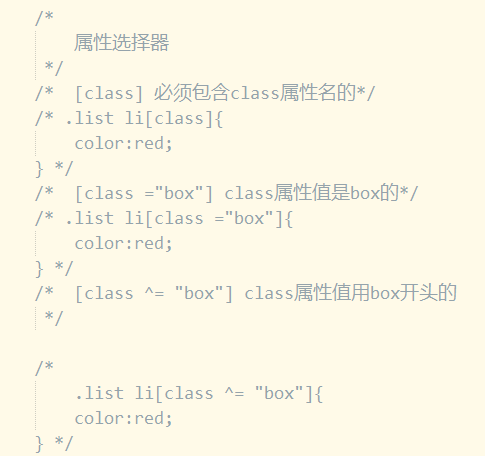 /*
属性选择器
*/
/* [class] 必须包含class属性名的*/
/* .list li[class]{
color:red;
} */
/* [class ="box"] class属性值是box的*/
/* .list li[class ="box"]{
color:red;
} */
/* [class ^= "box"] class属性值用box开头的
*/
/*
.list li[class ^= "box"]{
color:red;
} */